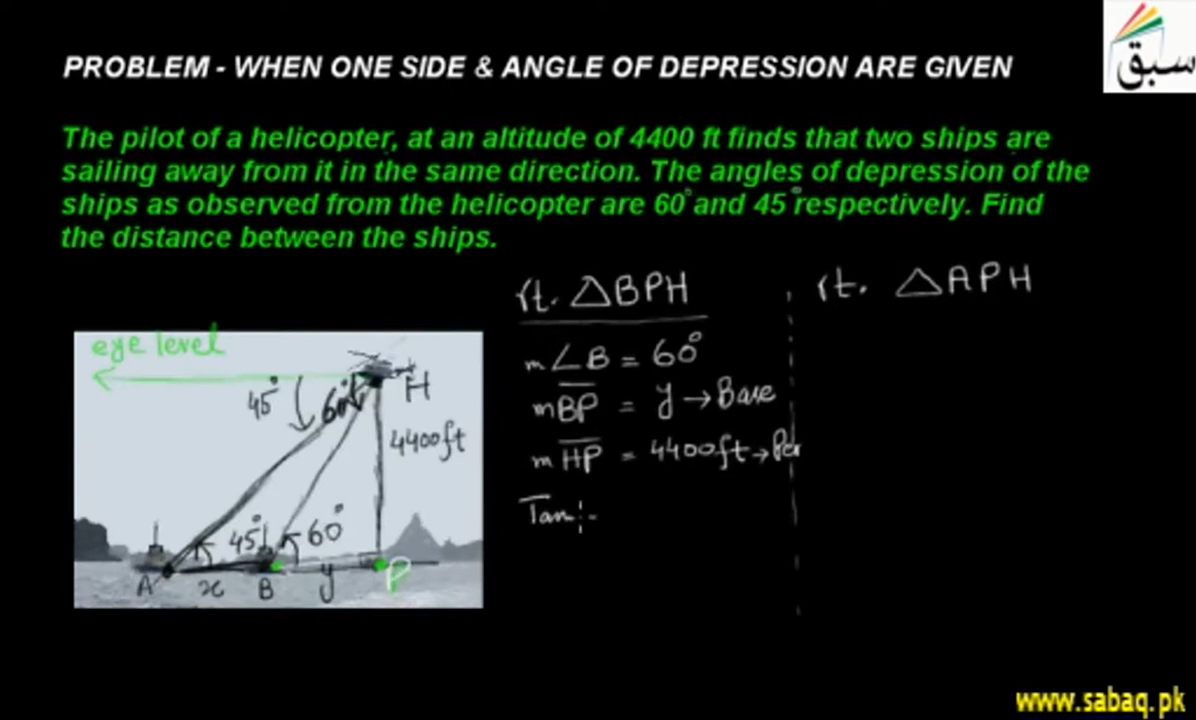 سبق
PROBLEM - WHEN ONE SIDE & ANGLE OF DEPRESSION ARE GIVEN
The pilot of a helicopter, at an altitude of 4400 ft finds that two ships are
sailing away from it in the same direction. The angles of depression of the
ships as observed from the helicopter are 60° and 45° respectively. Find
the distance between the ships.
eye level
H
45° 60°
4400ft
45° 60°
A x B y P
rt. △BPH
m∠B = 60°
mBP = y → Base
mHP = 4400ft → Per
Tan:-
rt. △APH
www.sabaq.pk